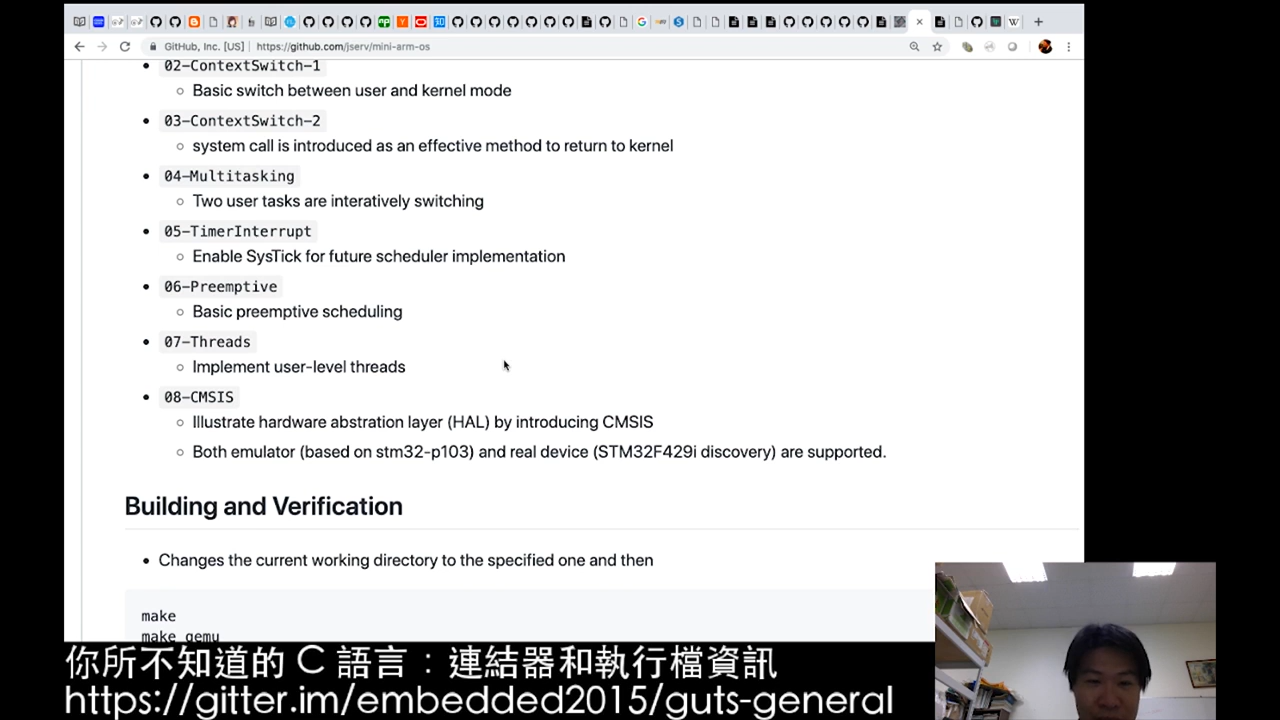 GitHub, Inc. [US] | https://github.com/jserv/mini-arm-os
02-ContextSwitch-1
Basic switch between user and kernel mode
03-ContextSwitch-2
system call is introduced as an effective method to return to kernel
04-Multitasking
Two user tasks are interatively switching
05-TimerInterrupt
Enable SysTick for future scheduler implementation
06-Preemptive
Basic preemptive scheduling
07-Threads
Implement user-level threads
08-CMSIS
Illustrate hardware abstration layer (HAL) by introducing CMSIS
Both emulator (based on stm32-p103) and real device (STM32F429i discovery) are supported.
Building and Verification
Changes the current working directory to the specified one and then
make
make qemu
你所不知道的 C 語言：連結器和執行檔資訊
https://gitter.im/embedded2015/guts-general